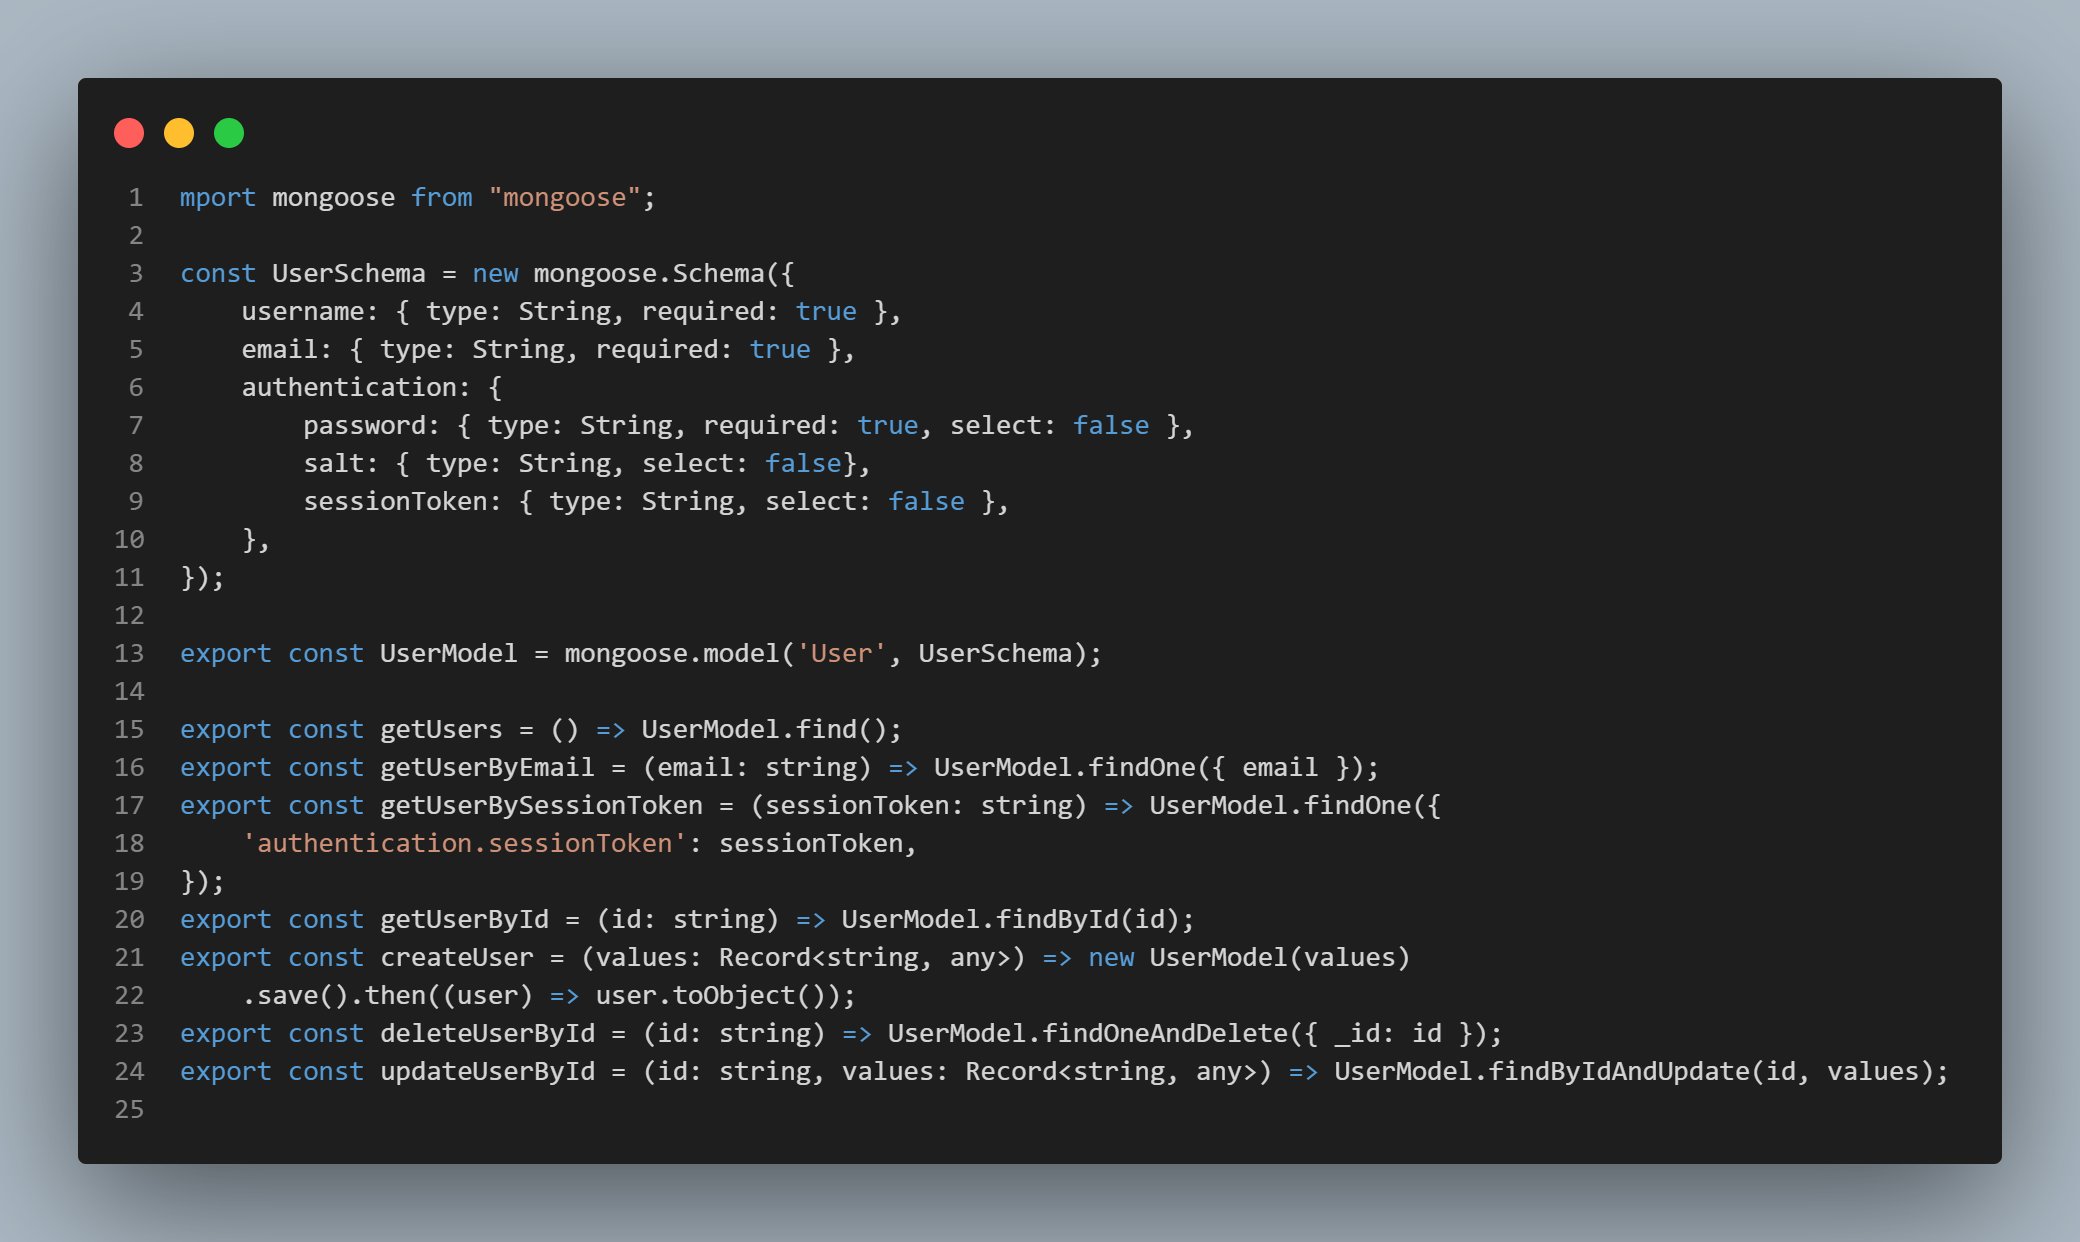 1 mport mongoose from "mongoose";
2
3 const UserSchema = new mongoose.Schema({
4     username: { type: String, required: true },
5     email: { type: String, required: true },
6     authentication: {
7         password: { type: String, required: true, select: false },
8         salt: { type: String, select: false},
9         sessionToken: { type: String, select: false },
10     },
11 });
12
13 export const UserModel = mongoose.model('User', UserSchema);
14
15 export const getUsers = () => UserModel.find();
16 export const getUserByEmail = (email: string) => UserModel.findOne({ email });
17 export const getUserBySessionToken = (sessionToken: string) => UserModel.findOne({
18     'authentication.sessionToken': sessionToken,
19 });
20 export const getUserById = (id: string) => UserModel.findById(id);
21 export const createUser = (values: Record<string, any>) => new UserModel(values)
22     .save().then((user) => user.toObject());
23 export const deleteUserById = (id: string) => UserModel.findOneAndDelete({ _id: id });
24 export const updateUserById = (id: string, values: Record<string, any>) => UserModel.findByIdAndUpdate(id, values);
25